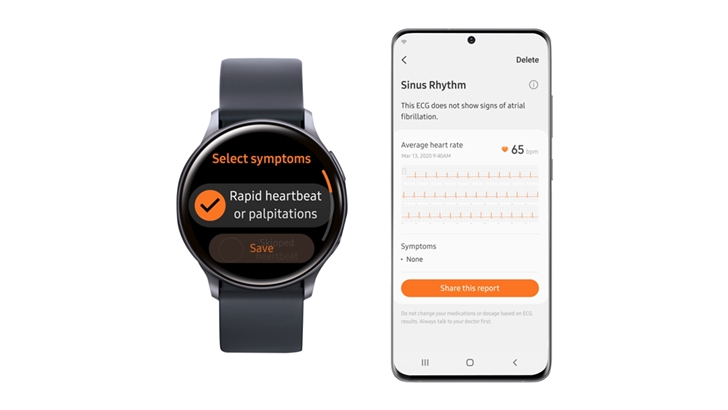 Select symptoms
Rapid heartbeat
or palpitations
Skipped
heartbeat
Save
Delete
Sinus Rhythm
This ECG does not show signs of atrial
fibrillation.
Average heart rate
Mar 13, 2020 9:40AM
65 bpm
Symptoms
• None
Share this report
Do not change your medications or dosage based on ECG
results. Always talk to your doctor first.